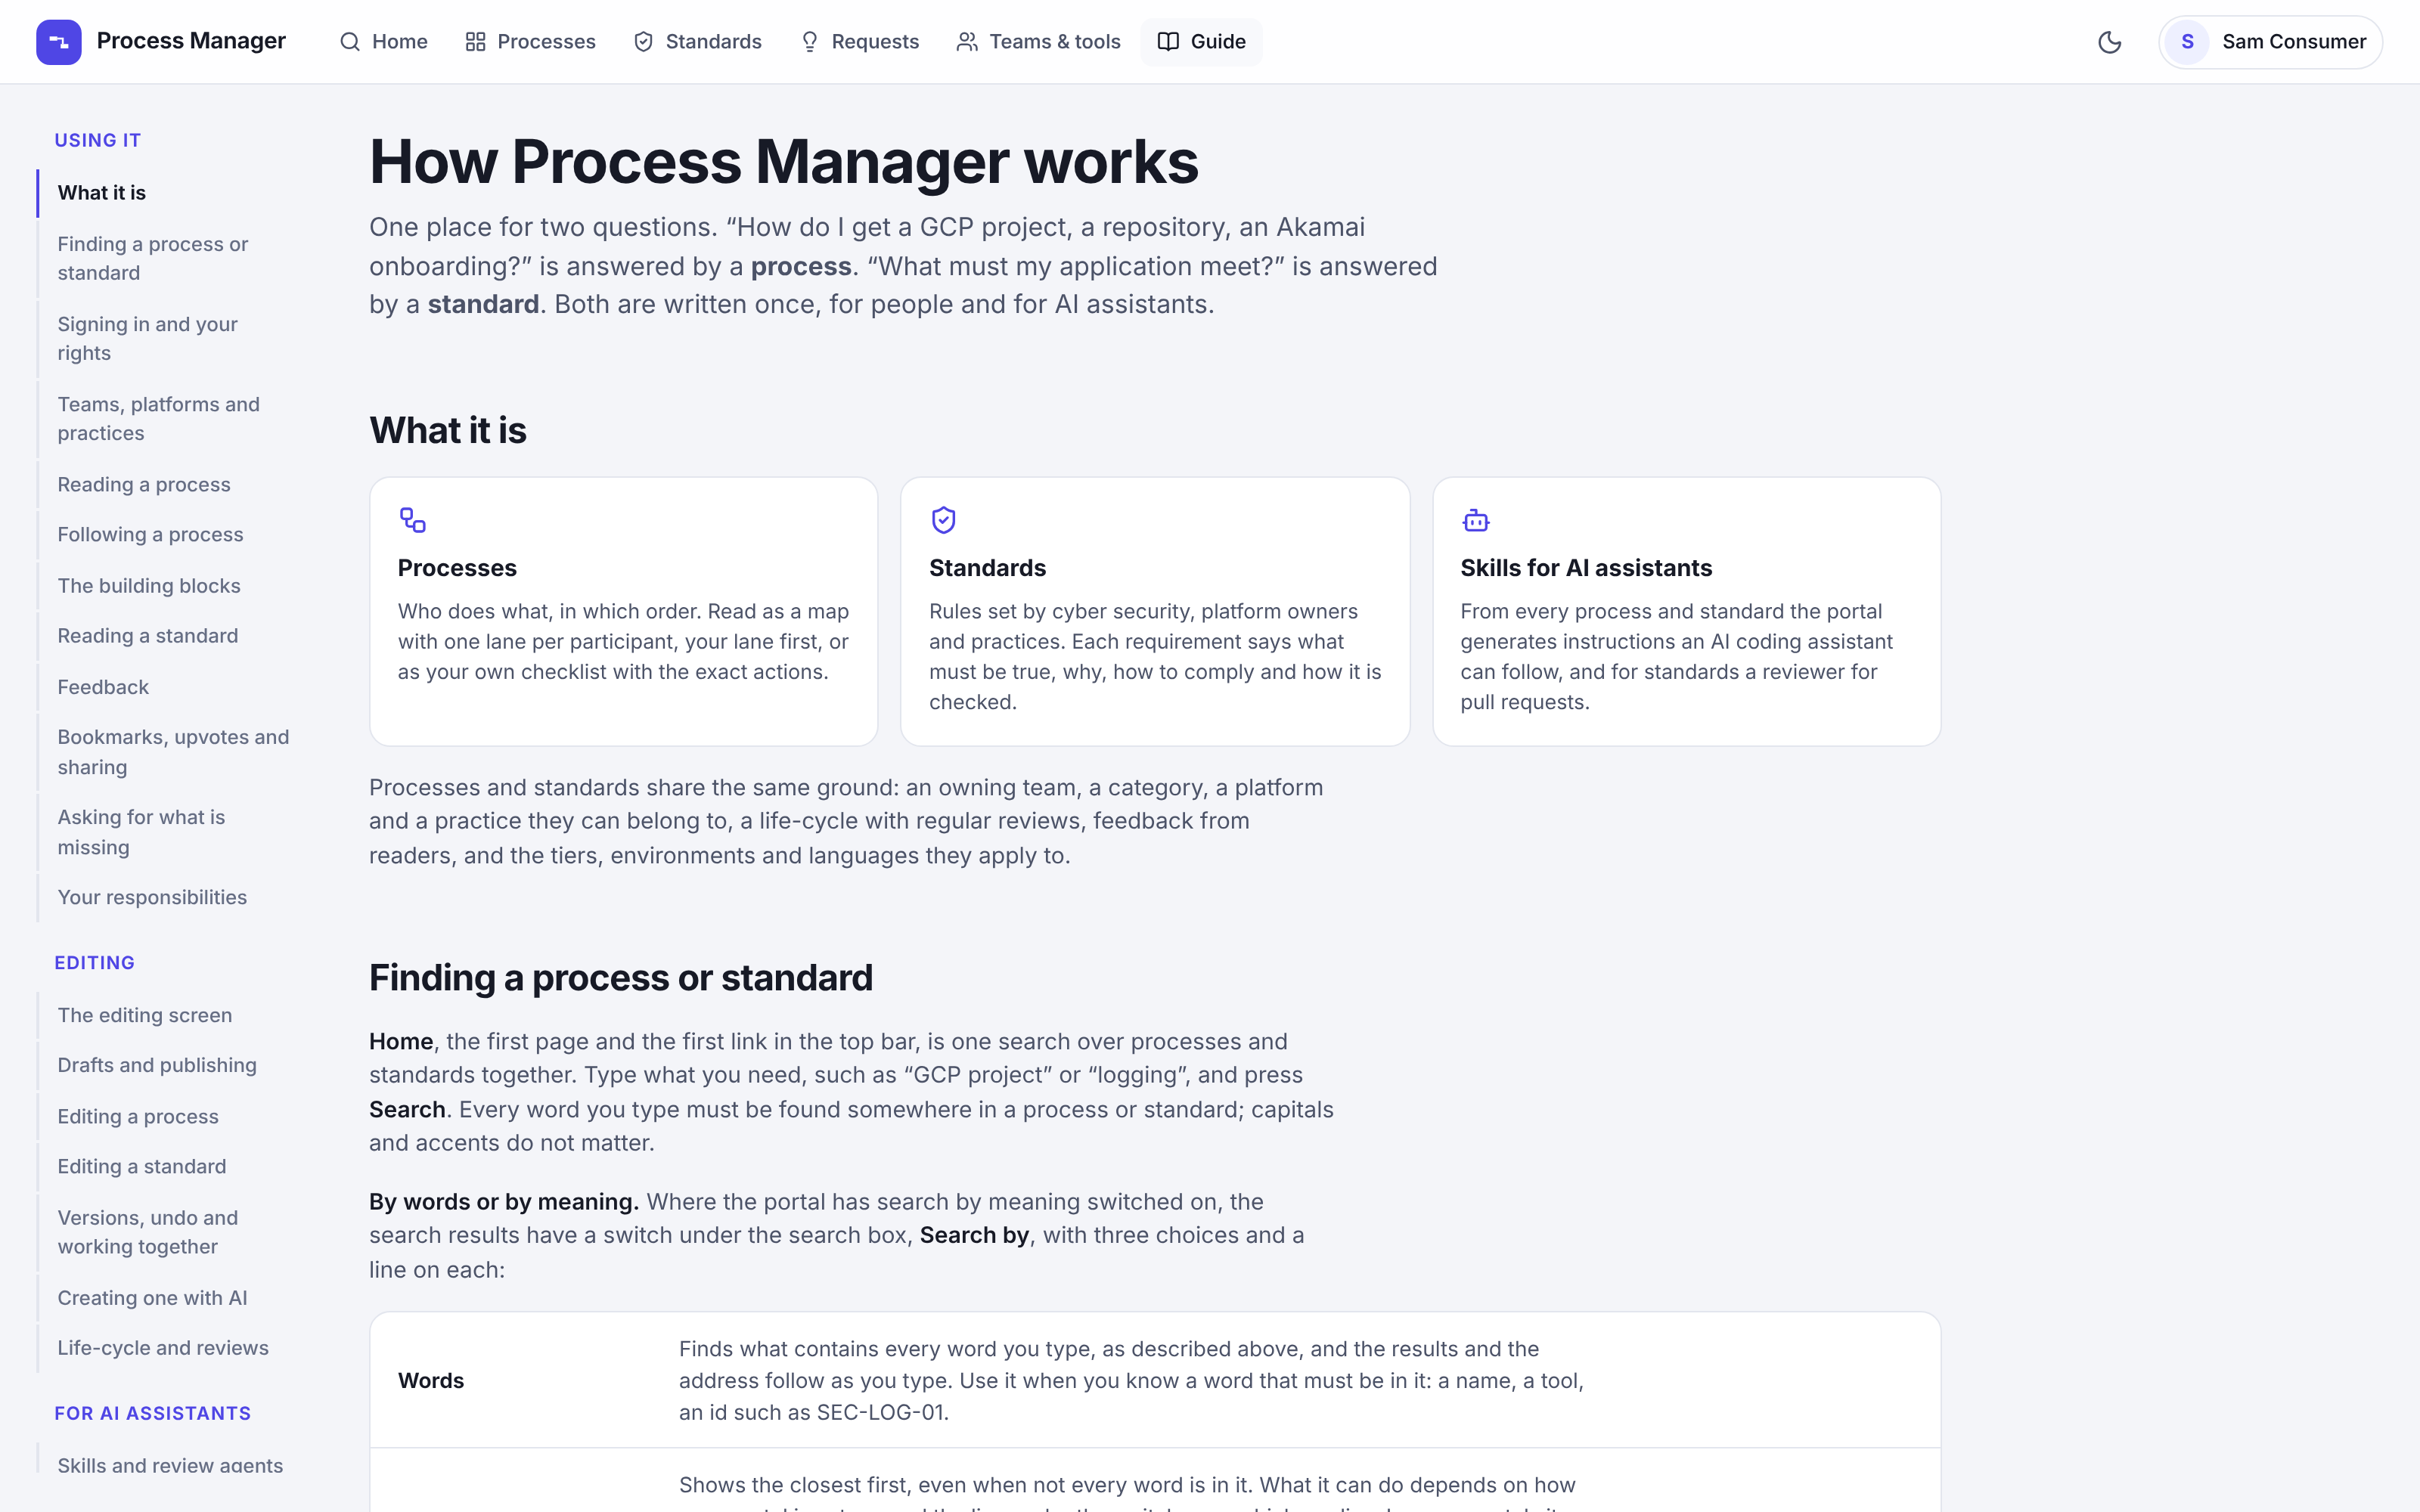 Process Manager
Home
Processes
Standards
Requests
Teams & tools
Guide
S
Sam Consumer
USING IT
What it is
Finding a process or
standard
Signing in and your
rights
Teams, platforms and
practices
Reading a process
Following a process
The building blocks
Reading a standard
Feedback
Bookmarks, upvotes and
sharing
Asking for what is
missing
Your responsibilities
EDITING
The editing screen
Drafts and publishing
Editing a process
Editing a standard
Versions, undo and
working together
Creating one with AI
Life-cycle and reviews
FOR AI ASSISTANTS
Skills and review agents
How Process Manager works
One place for two questions. “How do I get a GCP project, a repository, an Akamai
onboarding?” is answered by a process. “What must my application meet?” is answered
by a standard. Both are written once, for people and for AI assistants.
What it is
Processes
Who does what, in which order. Read as a map
with one lane per participant, your lane first, or
as your own checklist with the exact actions.
Standards
Rules set by cyber security, platform owners
and practices. Each requirement says what
must be true, why, how to comply and how it is
checked.
Skills for AI assistants
From every process and standard the portal
generates instructions an AI coding assistant
can follow, and for standards a reviewer for
pull requests.
Processes and standards share the same ground: an owning team, a category, a platform
and a practice they can belong to, a life-cycle with regular reviews, feedback from
readers, and the tiers, environments and languages they apply to.
Finding a process or standard
Home, the first page and the first link in the top bar, is one search over processes and
standards together. Type what you need, such as “GCP project” or “logging”, and press
Search. Every word you type must be found somewhere in a process or standard; capitals
and accents do not matter.
By words or by meaning. Where the portal has search by meaning switched on, the
search results have a switch under the search box, Search by, with three choices and a
line on each:
Words
Finds what contains every word you type, as described above, and the results and the
address follow as you type. Use it when you know a word that must be in it: a name, a tool,
an id such as SEC-LOG-01.
Shows the closest first, even when not every word is in it. What it can do depends on how